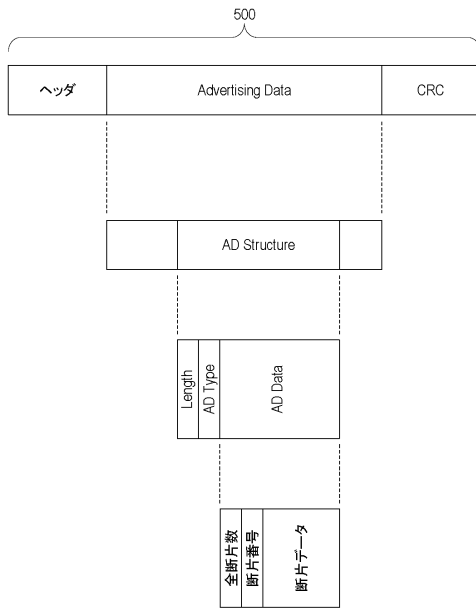 500
ヘッダ
Advertising Data
CRC
AD Structure
Length
AD Type
AD Data
全断片数
断片番号
断片データ